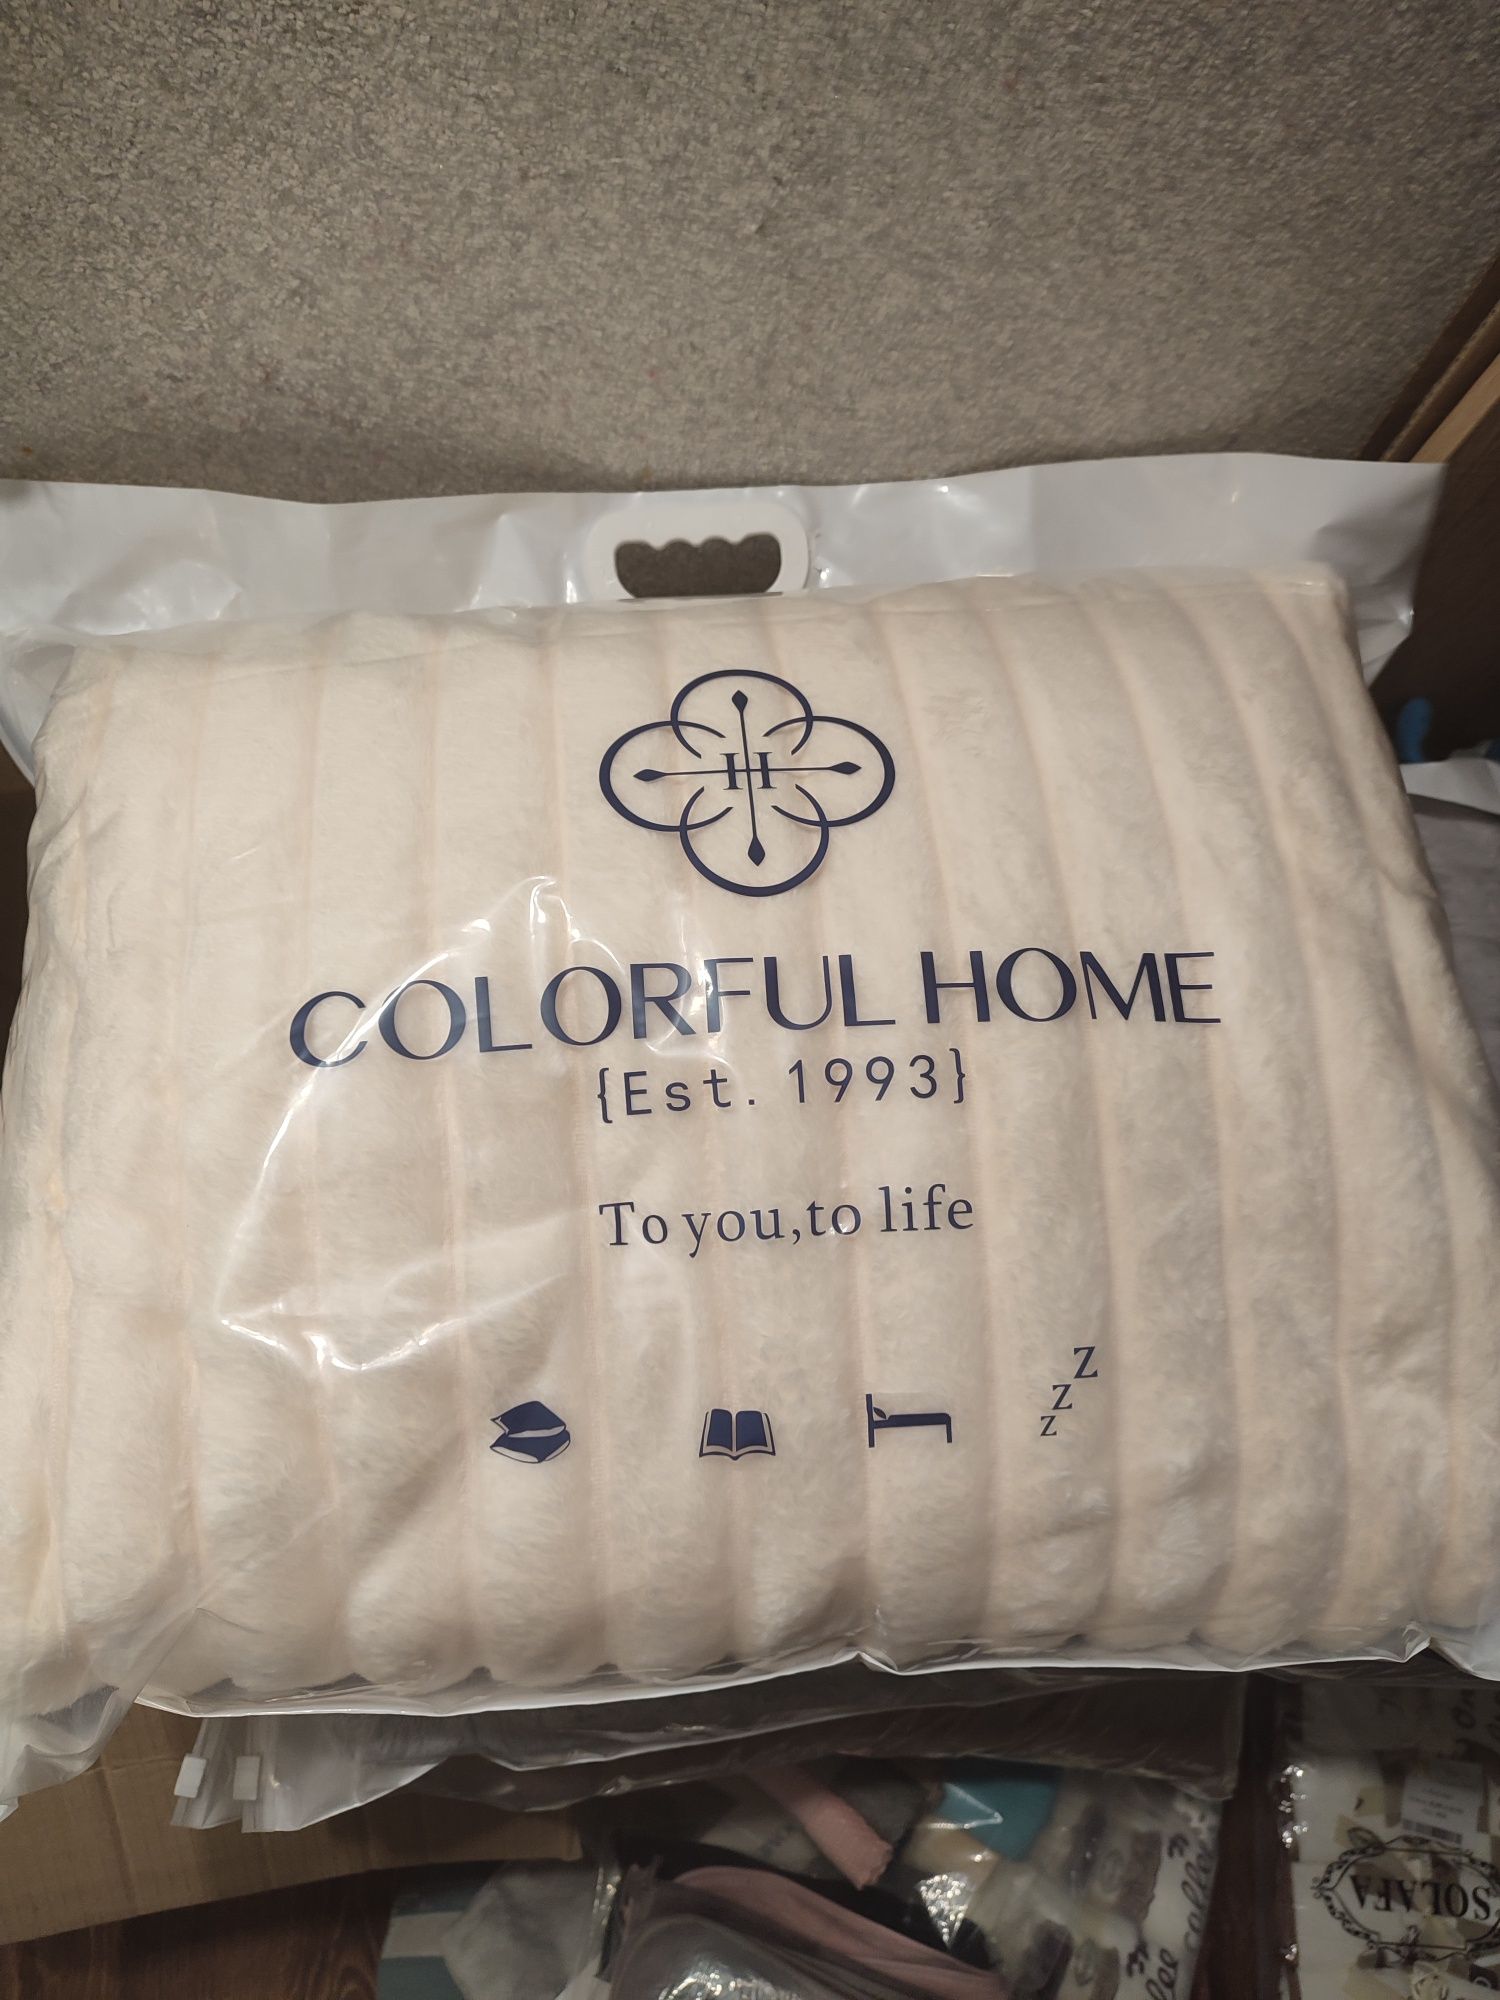 H
COLORFUL HOME
{Est. 1993}
To you,to life
z
z
z
SOLAFA